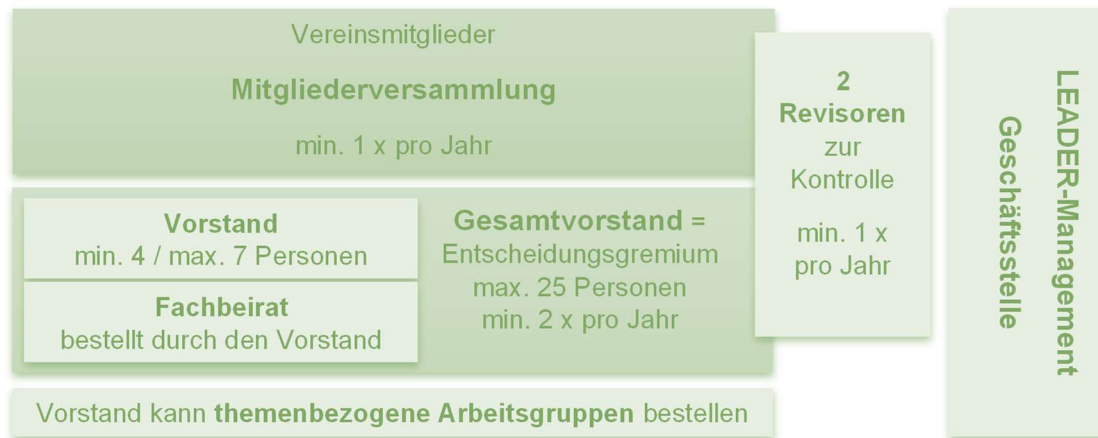 Vereinsmitglieder
Mitgliederversammlung
min. 1 x pro Jahr
Vorstand
min. 4 / max. 7 Personen
Fachbeirat
bestellt durch den Vorstand
Gesamtvorstand =
Entscheidungsgremium
max. 25 Personen
min. 2 x pro Jahr
Vorstand kann themenbezogene Arbeitsgruppen bestellen
2
Revisoren
zur
Kontrolle
min. 1 x
pro Jahr
LEADER-Management
Geschäftsstelle